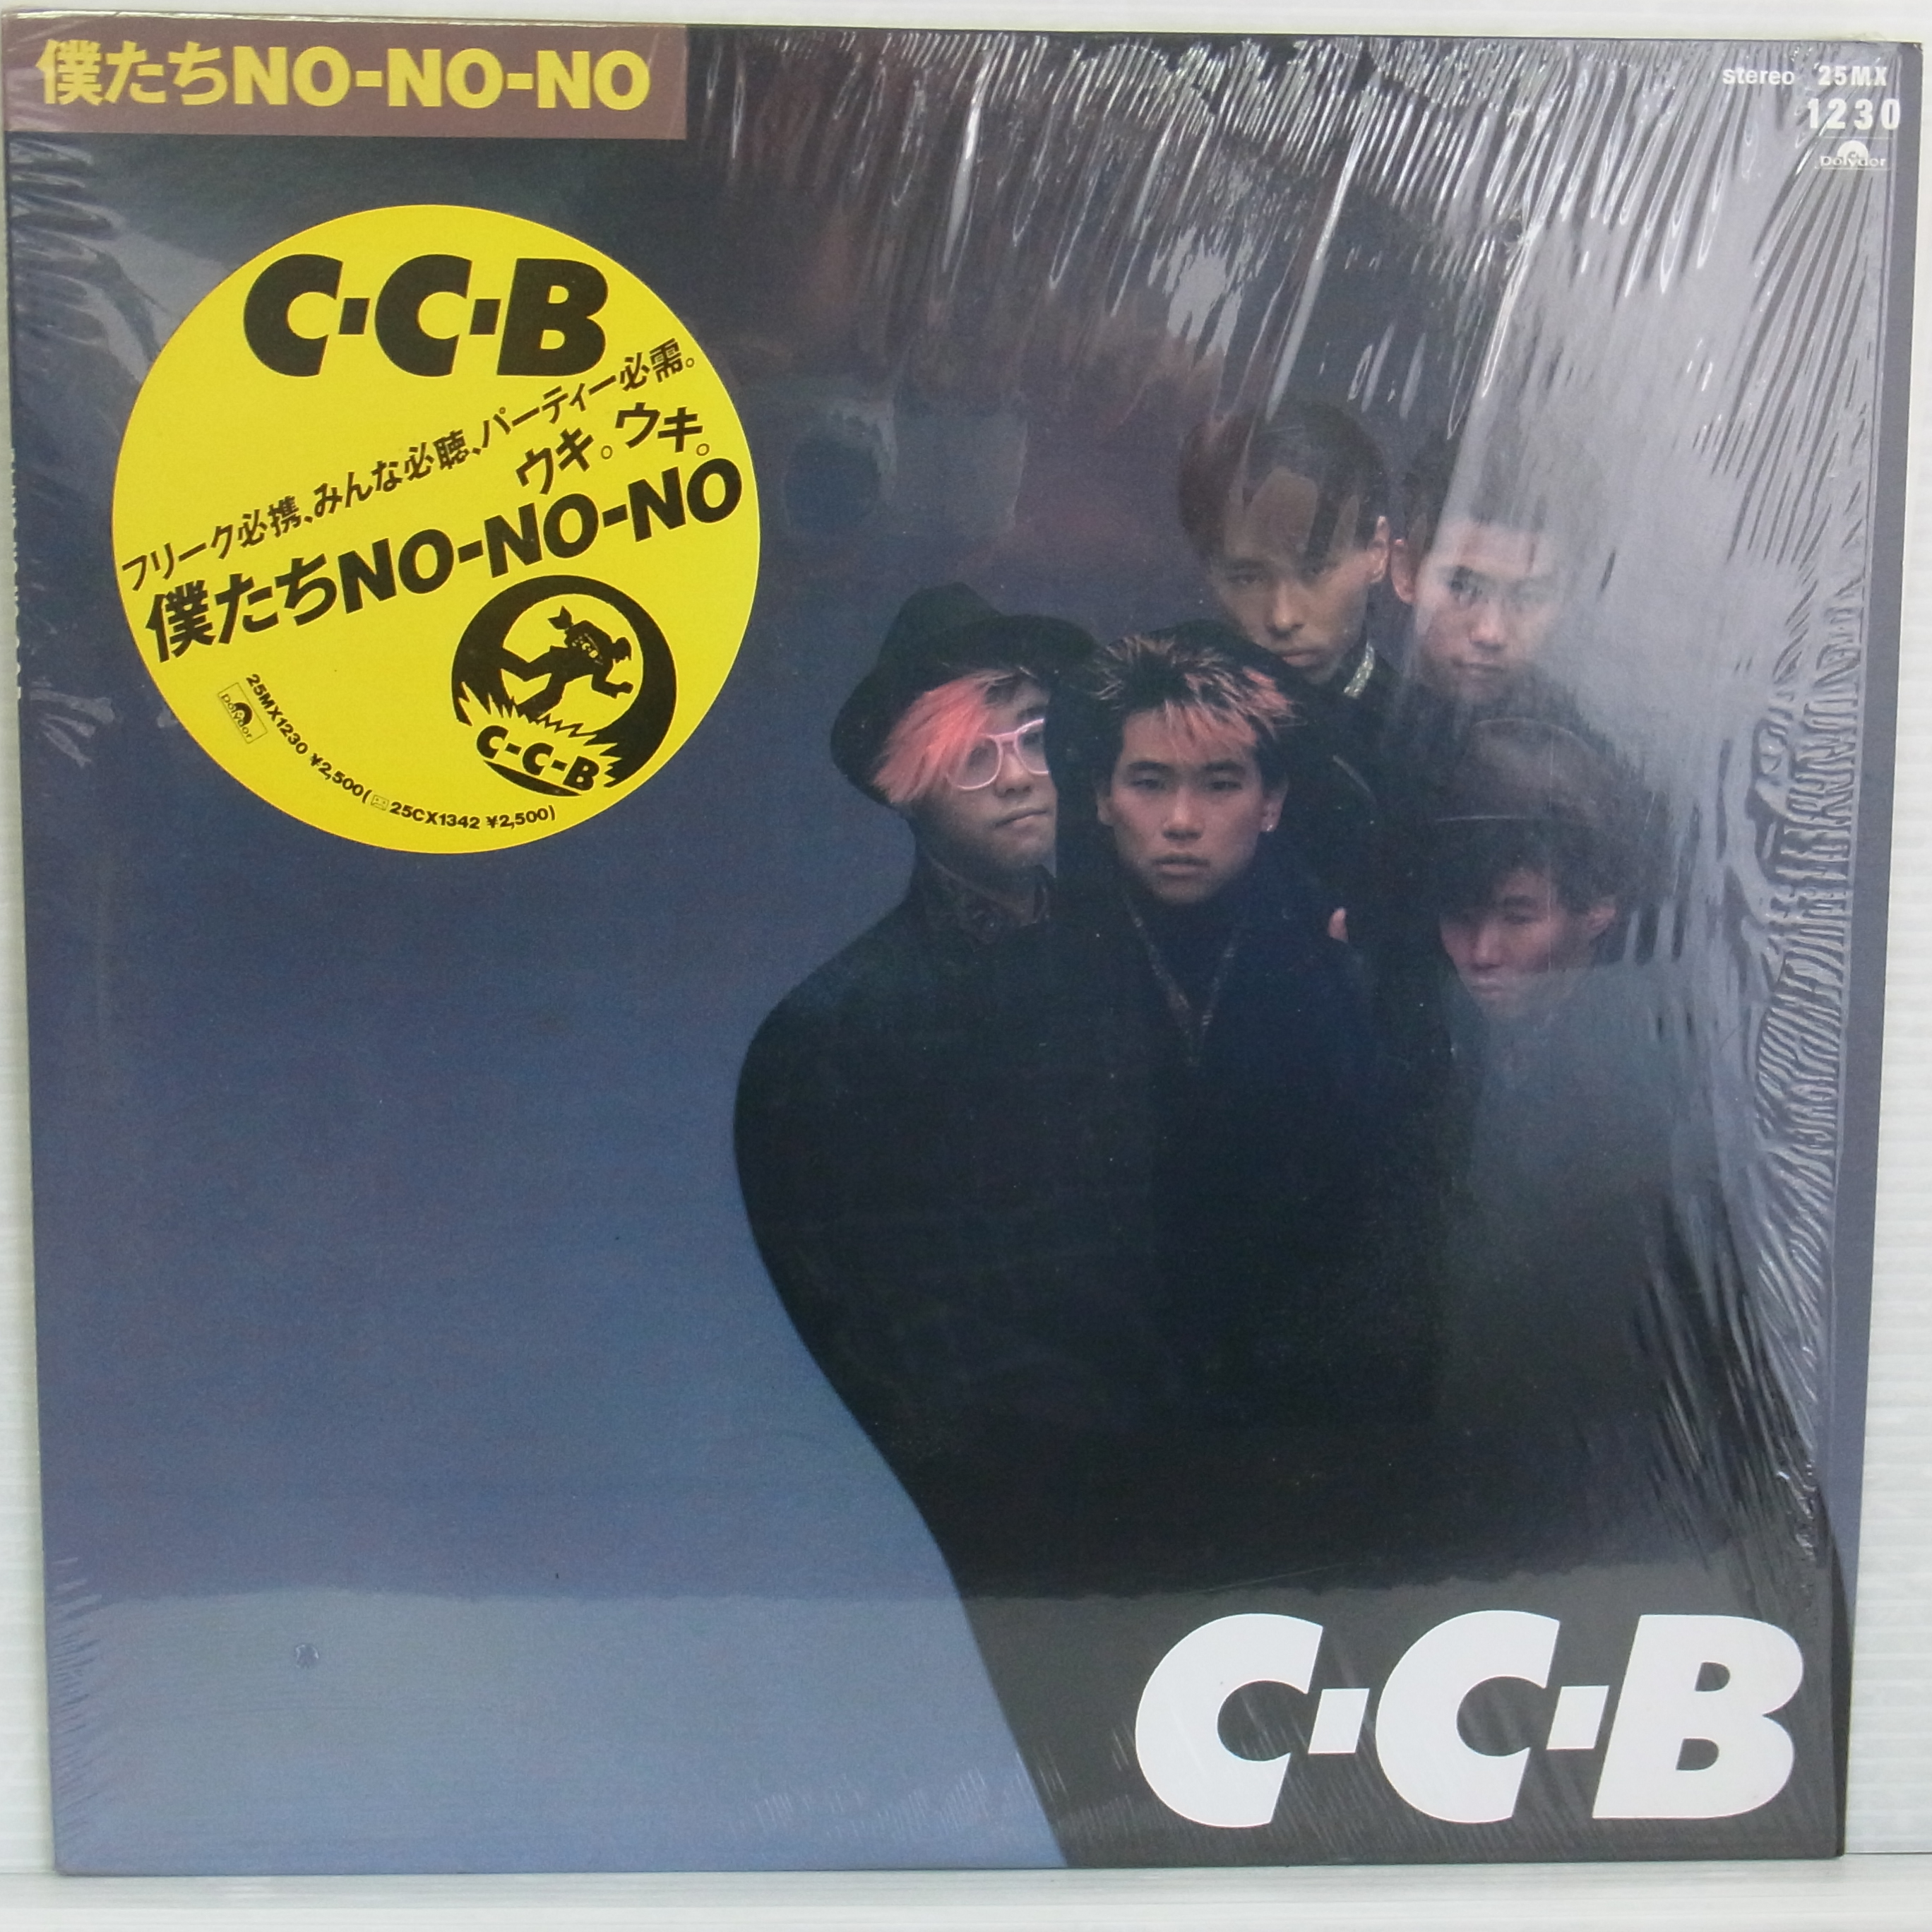 僕たちNO-NO-NO
stereo 25MX
1230
Polydor
C-C-B
フリーク必携、みんな必聴、パーティー必需。
ウキ。ウキ。
僕たちNO-NO-NO
C-C-B
C-C-B
Polydor
25MX1230 ¥2,500(25CX1342 ¥2,500)
C-C-B